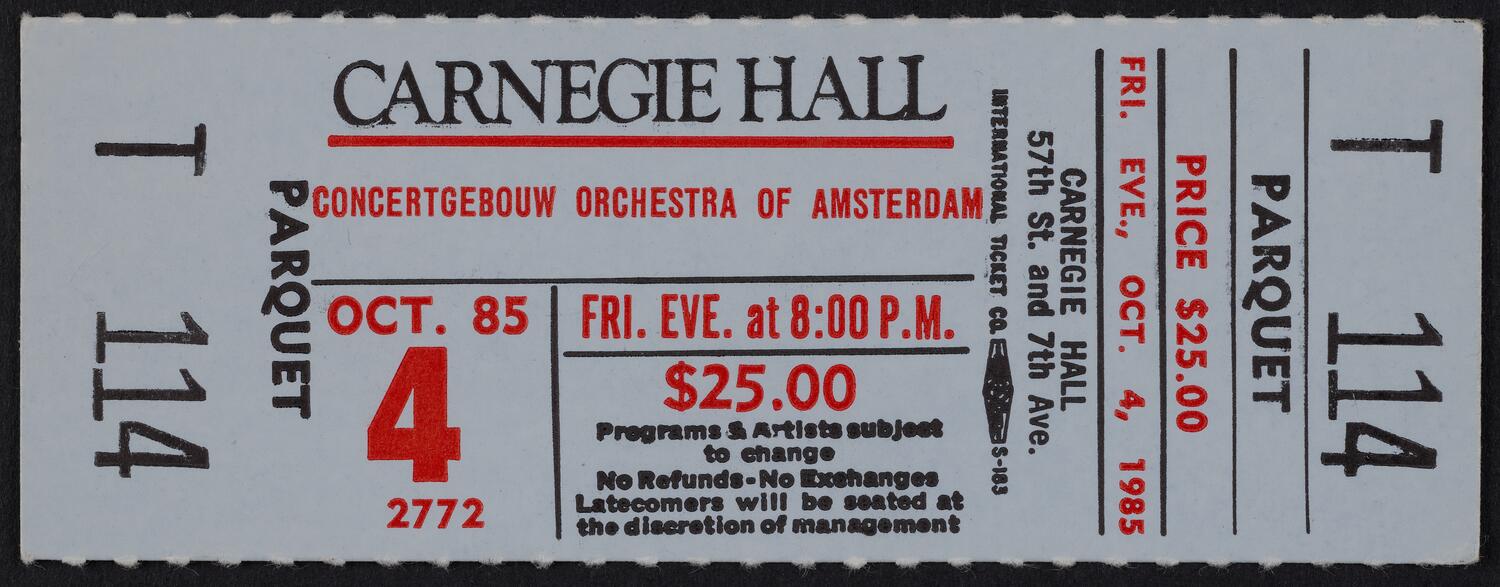 T 114
PARQUET
CARNEGIE HALL
CONCERTGEBOUW ORCHESTRA OF AMSTERDAM
OCT. 85
4
2772
FRI. EVE. at 8:00 P.M.
$25.00
Programs & Artists subject
to change
No Refunds-No Exchanges
Latecomers will be seated at
the discretion of management
INTERNATIONAL TICKET CO. S-183
CARNEGIE HALL
57th St. and 7th Ave.
FRI. EVE., OCT. 4, 1985
PRICE $25.00
PARQUET
T 114